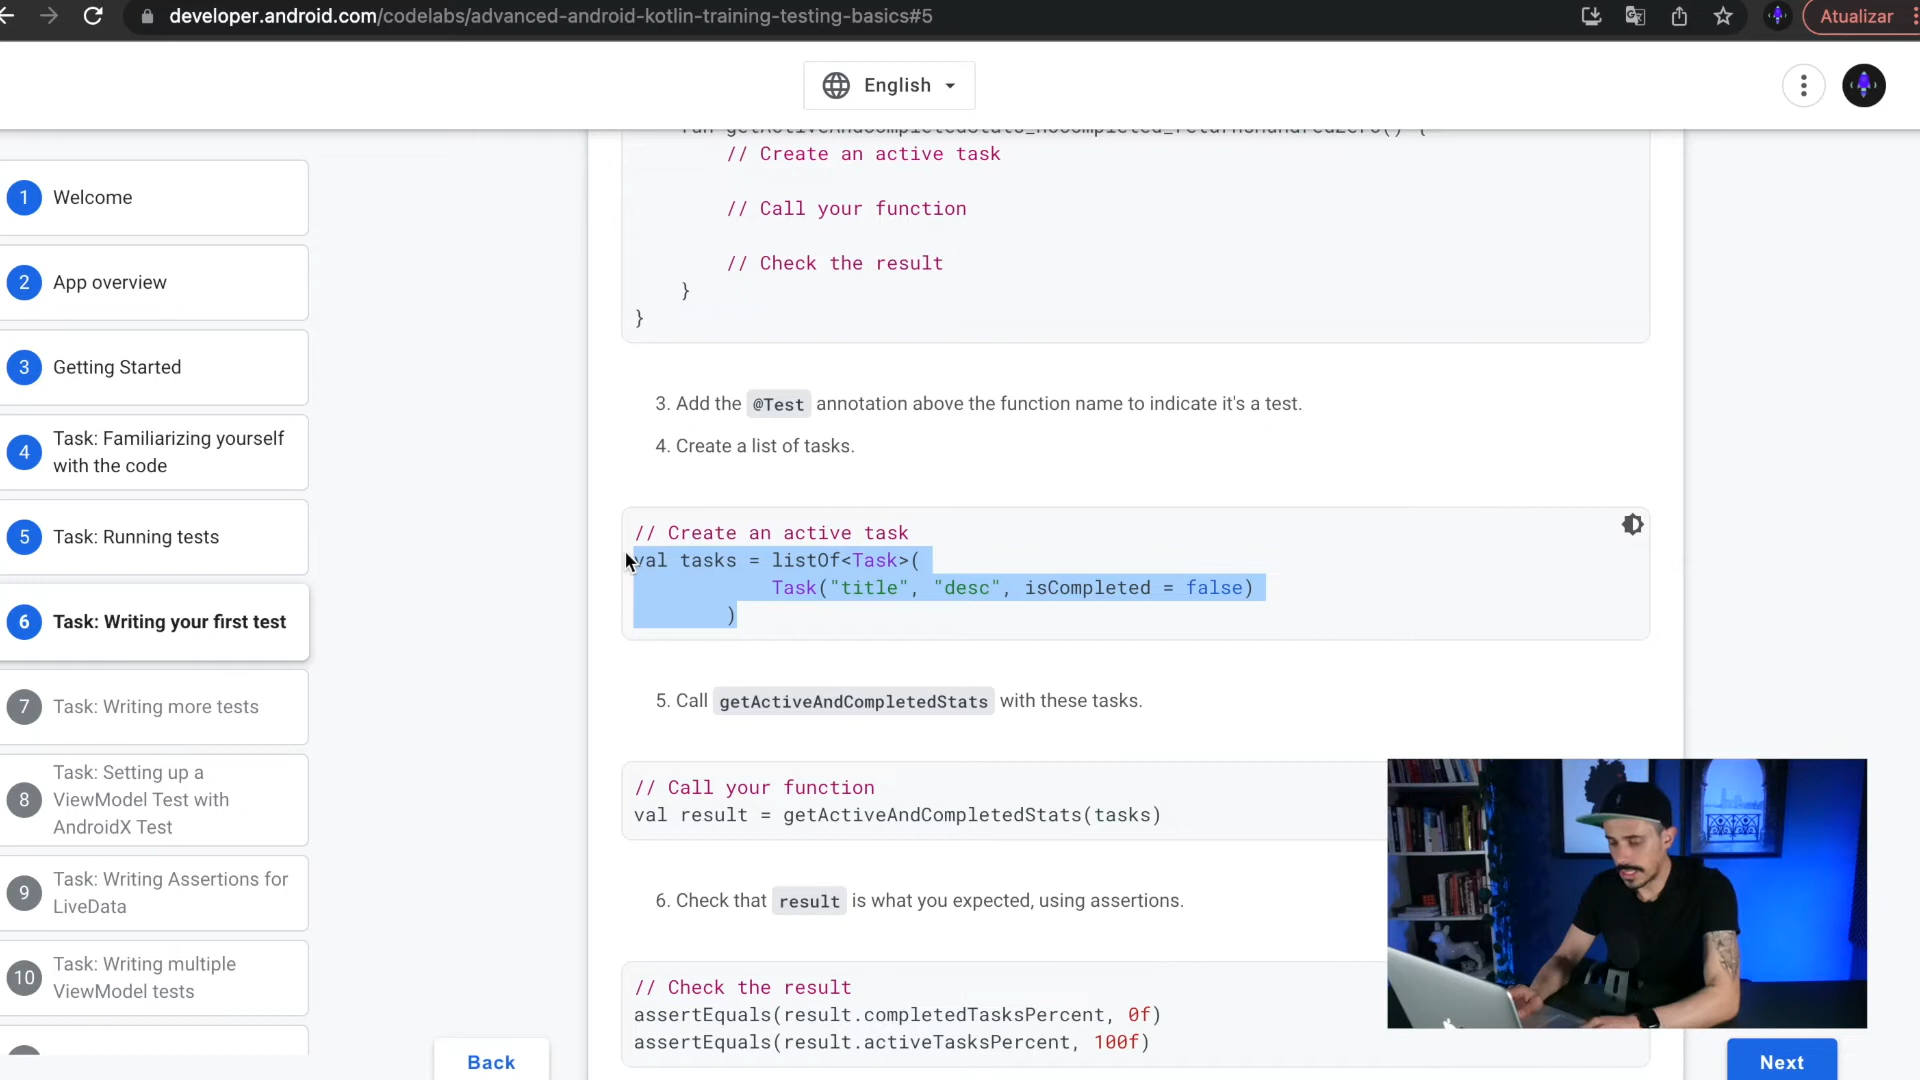 developer.android.com/codelabs/advanced-android-kotlin-training-testing-basics#5
Atualizar
English
1 Welcome
2 App overview
3 Getting Started
4 Task: Familiarizing yourself
with the code
5 Task: Running tests
6 Task: Writing your first test
7 Task: Writing more tests
8 Task: Setting up a
ViewModel Test with
AndroidX Test
9 Task: Writing Assertions for
LiveData
10 Task: Writing multiple
ViewModel tests
fun getActiveAndCompletedStats_noCompleted_returnsHundredZero() {
// Create an active task
// Call your function
// Check the result
}
}
3. Add the @Test annotation above the function name to indicate it's a test.
4. Create a list of tasks.
// Create an active task
val tasks = listOf<Task>(
Task("title", "desc", isCompleted = false)
)
5. Call getActiveAndCompletedStats with these tasks.
// Call your function
val result = getActiveAndCompletedStats(tasks)
6. Check that result is what you expected, using assertions.
// Check the result
assertEquals(result.completedTasksPercent, 0f)
assertEquals(result.activeTasksPercent, 100f)
Back
Next